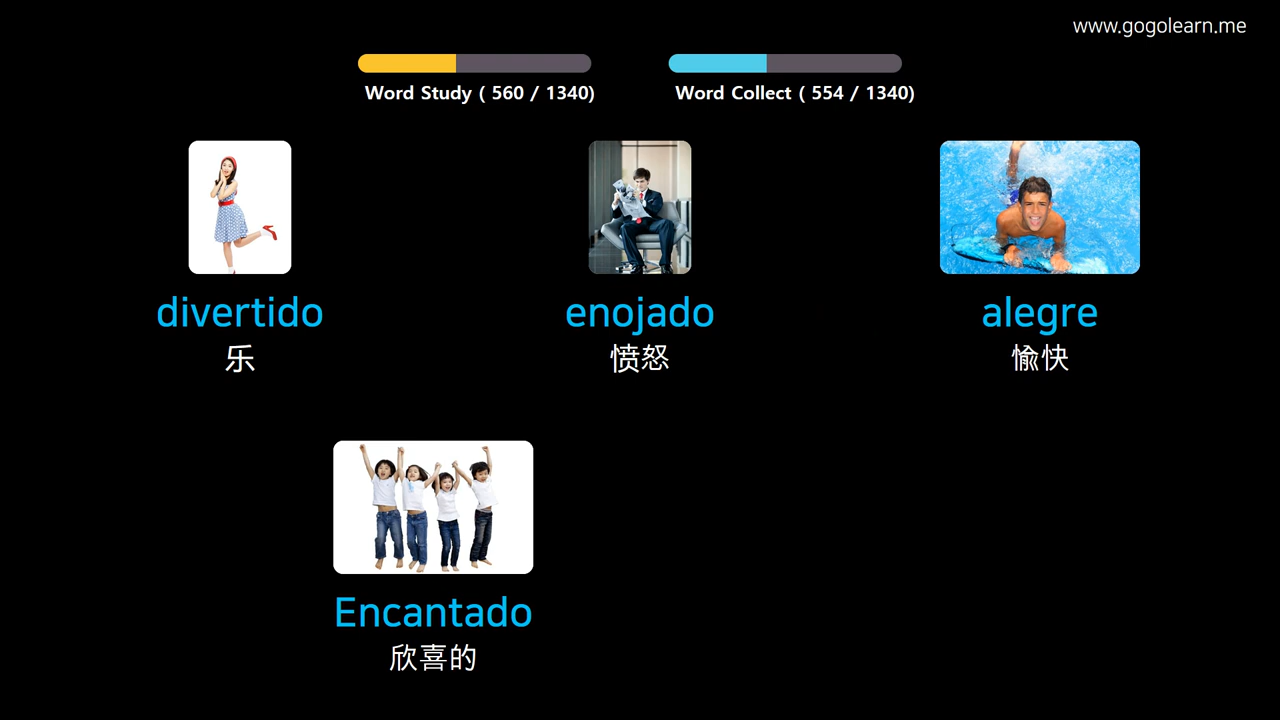 www.gogolearn.me
Word Study ( 560 / 1340)
Word Collect ( 554 / 1340)
divertido
乐
enojado
愤怒
alegre
愉快
Encantado
欣喜的